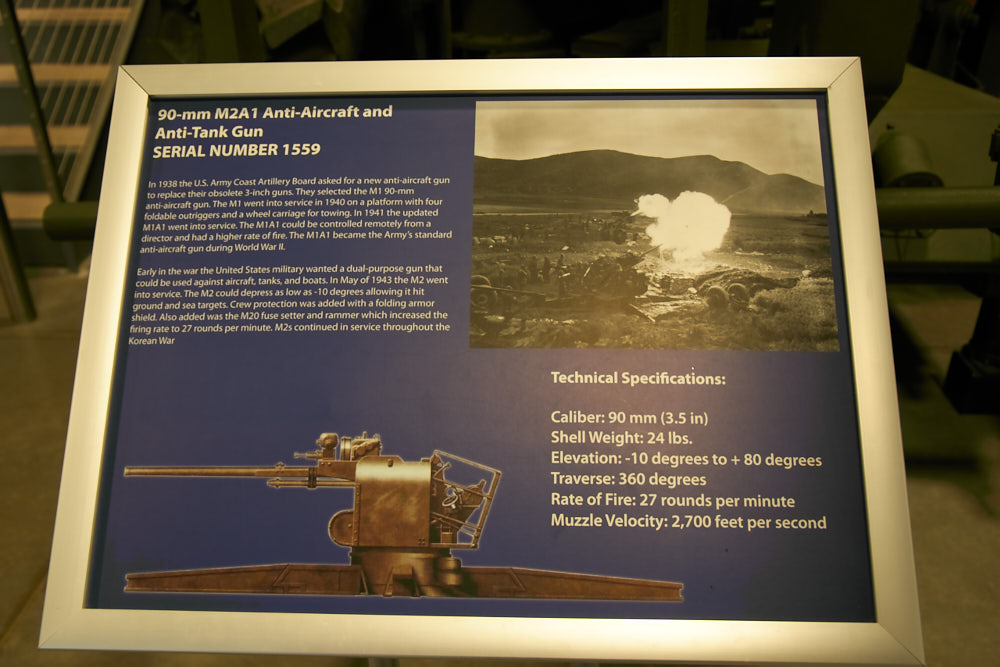 90-mm M2A1 Anti-Aircraft and
Anti-Tank Gun
SERIAL NUMBER 1559
In 1938 the U.S. Army Coast Artillery Board asked for a new anti-aircraft gun
to replace their obsolete 3-inch guns. They selected the M1 90-mm
anti-aircraft gun. The M1 went into service in 1940 on a platform with four
foldable outriggers and a wheel carriage for towing. In 1941 the updated
M1A1 went into service. The M1A1 could be controlled remotely from a
director and had a higher rate of fire. The M1A1 became the Army's standard
anti-aircraft gun during World War II.
Early in the war the United States military wanted a dual-purpose gun that
could be used against aircraft, tanks, and boats. In May of 1943 the M2 went
into service. The M2 could depress as low as -10 degrees allowing it hit
ground and sea targets. Crew protection was added with a folding armor
shield. Also added was the M20 fuse setter and rammer which increased the
firing rate to 27 rounds per minute. M2s continued in service throughout the
Korean War
Technical Specifications:
Caliber: 90 mm (3.5 in)
Shell Weight: 24 lbs.
Elevation: -10 degrees to + 80 degrees
Traverse: 360 degrees
Rate of Fire: 27 rounds per minute
Muzzle Velocity: 2,700 feet per second